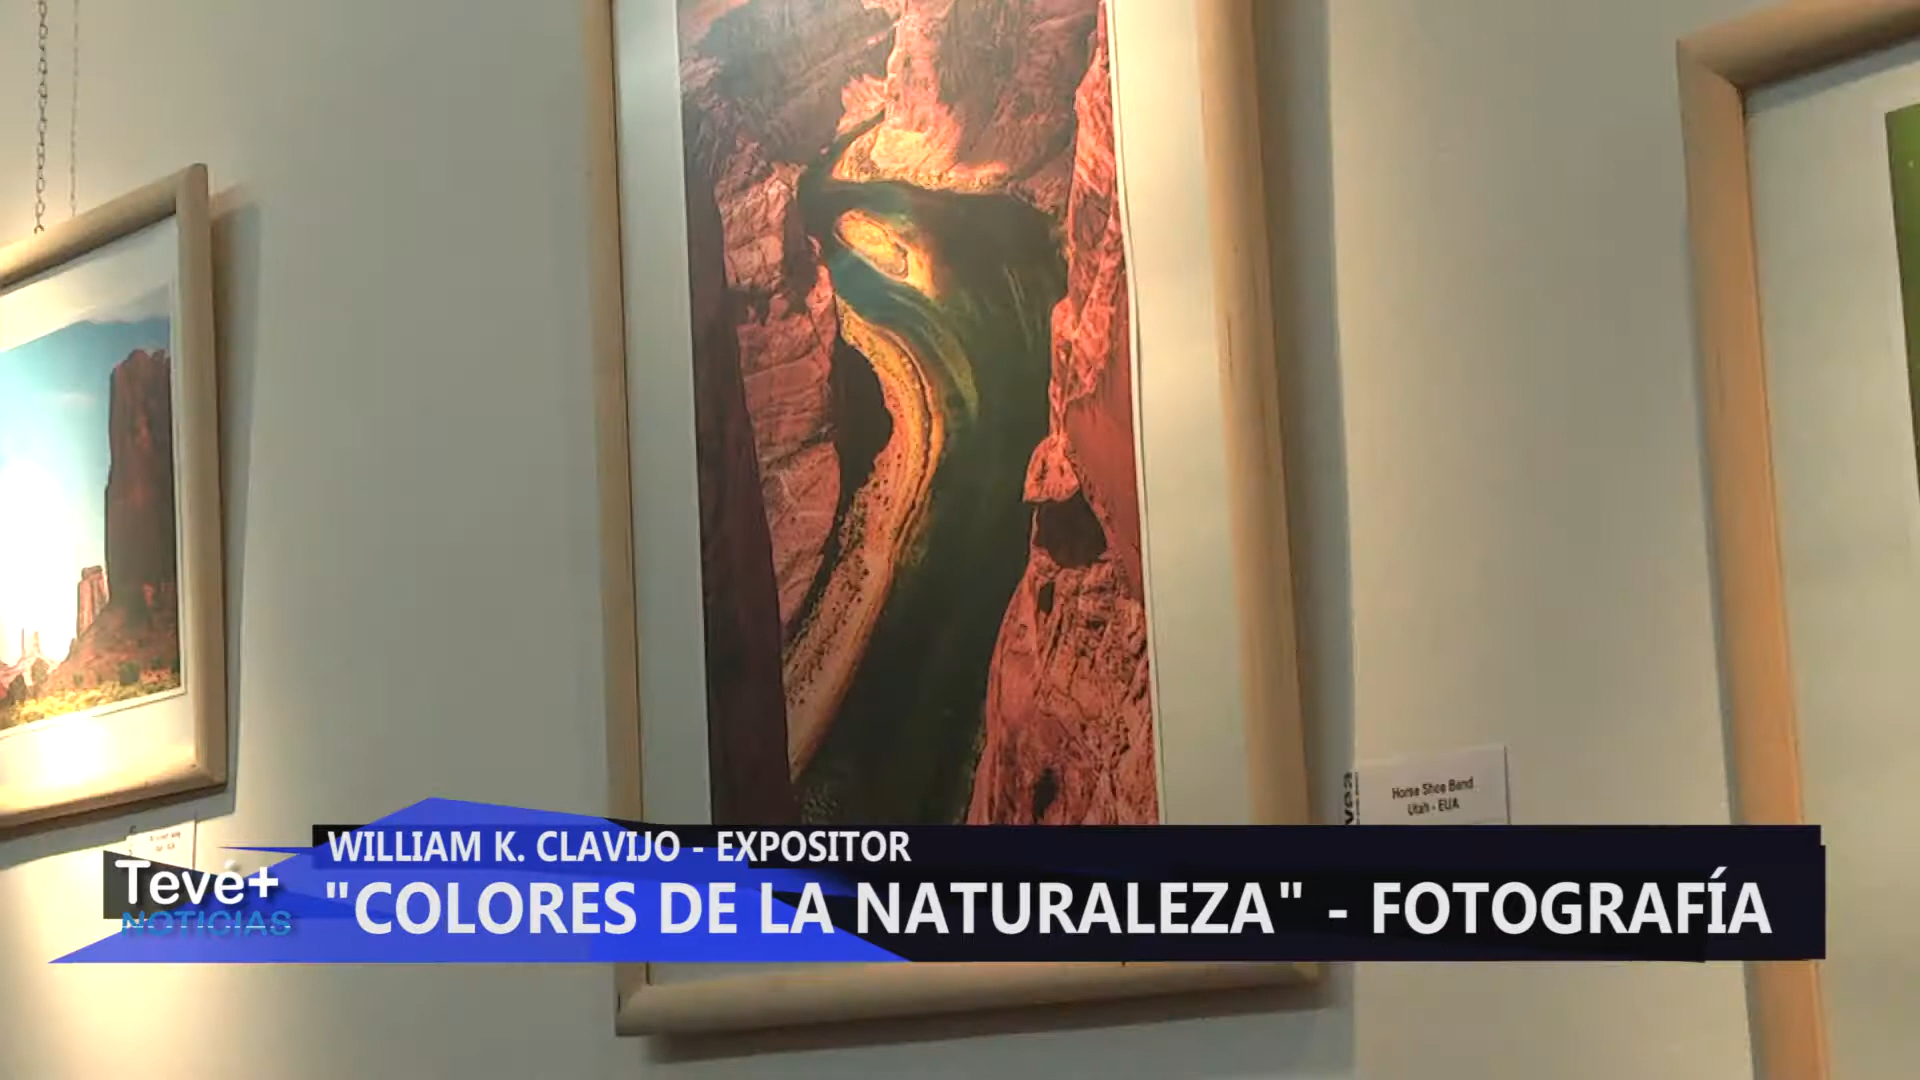 Horse Shoe Bend
Utah - EUA
WILLIAM K. CLAVIJO - EXPOSITOR
Tevé+
NOTICIAS
"COLORES DE LA NATURALEZA" - FOTOGRAFÍA